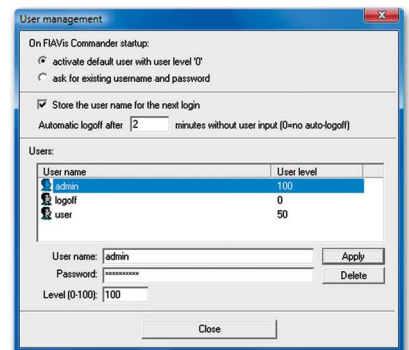 User management
On FIAVis Commander startup:
activate default user with user level '0'
ask for existing username and password
Store the user name for the next login
Automatic logoff after 2 minutes without user input (0=no auto-logoff)
Users:
User name User level
admin 100
logoff 0
user 50
User name: admin Apply
Password: ********** Delete
Level (0-100): 100
Close